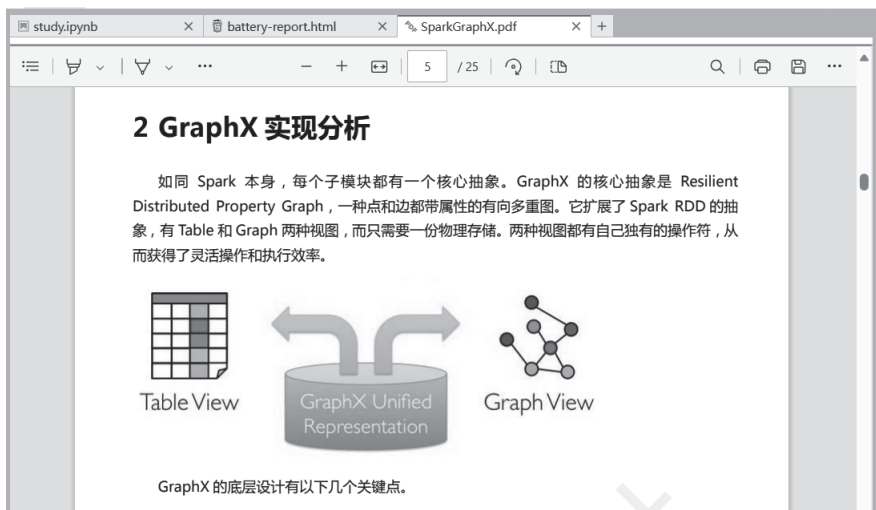 study.ipynb
battery-report.html
SparkGraphX.pdf
5
/ 25
2 GraphX 实现分析
如同 Spark 本身，每个子模块都有一个核心抽象。GraphX 的核心抽象是 Resilient
Distributed Property Graph，一种点和边都带属性的有向多重图。它扩展了 Spark RDD 的抽
象，有 Table 和 Graph 两种视图，而只需要一份物理存储。两种视图都有自己独有的操作符，从
而获得了灵活操作和执行效率。
Table View
GraphX Unified
Representation
Graph View
GraphX 的底层设计有以下几个关键点。